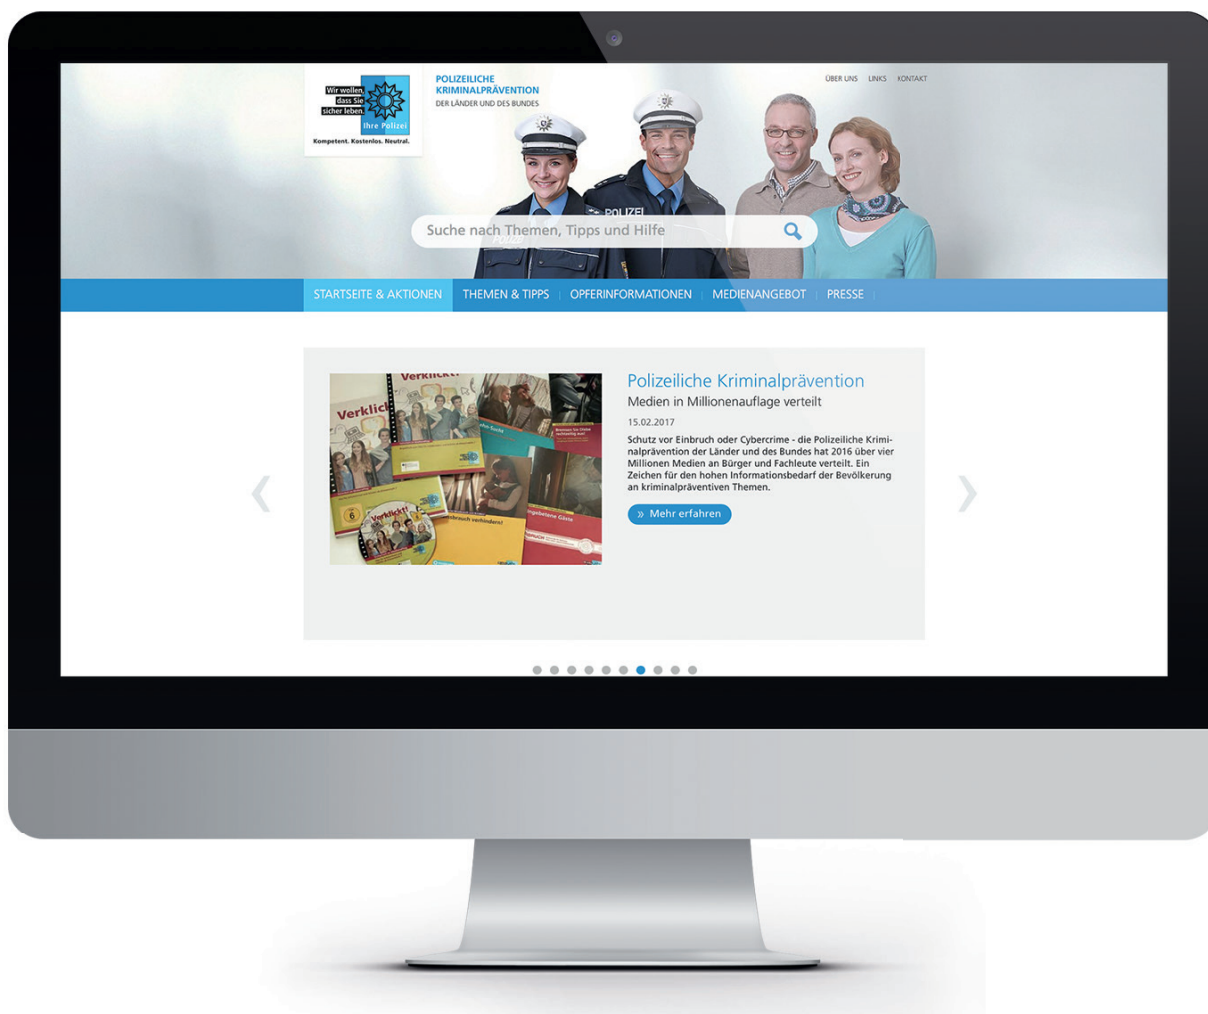 Wir wollen,
dass Sie
sicher leben.
Ihre Polizei
Kompetent. Kostenlos. Neutral.
POLIZEILICHE
KRIMINALPRÄVENTION
DER LÄNDER UND DES BUNDES
ÜBER UNS LINKS KONTAKT
POLIZEI
Suche nach Themen, Tipps und Hilfe
STARTSEITE & AKTIONEN THEMEN & TIPPS OPFERINFORMATIONEN MEDIENANGEBOT PRESSE
Verklickt!
Verklickt!
6
Polizeiliche Kriminalprävention
Medien in Millionenauflage verteilt
15.02.2017
Schutz vor Einbruch oder Cybercrime - die Polizeiliche Krimi-
nalprävention der Länder und des Bundes hat 2016 über vier
Millionen Medien an Bürger und Fachleute verteilt. Ein
Zeichen für den hohen Informationsbedarf der Bevölkerung
an kriminalpräventiven Themen.
» Mehr erfahren